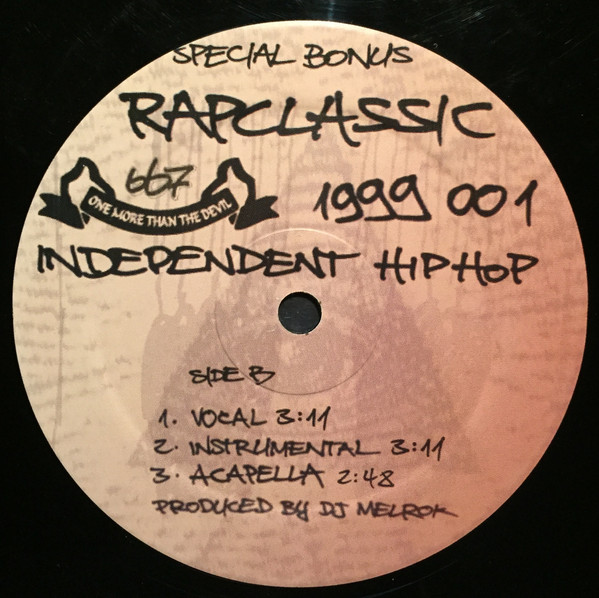 SPECIAL BONUS
RAPCLASSIC
667
ONE MORE THAN THE DEVIL
1999 001
INDEPENDENT HIPHOP
SIDE B
1. VOCAL 3:11
2. INSTRUMENTAL 3:11
3. ACAPELLA 2:48
PRODUCED BY DJ MELROK